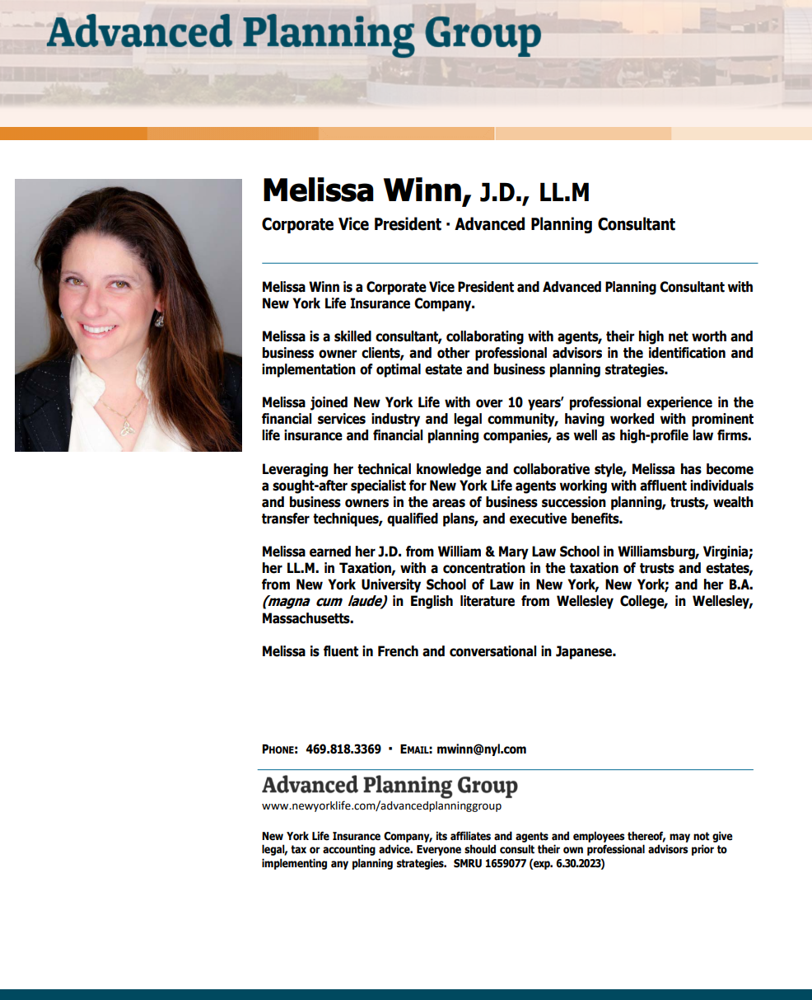 Advanced Planning Group
Melissa Winn, J.D., LL.M
Corporate Vice President · Advanced Planning Consultant
Melissa Winn is a Corporate Vice President and Advanced Planning Consultant with
New York Life Insurance Company.
Melissa is a skilled consultant, collaborating with agents, their high net worth and
business owner clients, and other professional advisors in the identification and
implementation of optimal estate and business planning strategies.
Melissa joined New York Life with over 10 years’ professional experience in the
financial services industry and legal community, having worked with prominent
life insurance and financial planning companies, as well as high-profile law firms.
Leveraging her technical knowledge and collaborative style, Melissa has become
a sought-after specialist for New York Life agents working with affluent individuals
and business owners in the areas of business succession planning, trusts, wealth
transfer techniques, qualified plans, and executive benefits.
Melissa earned her J.D. from William & Mary Law School in Williamsburg, Virginia;
her LL.M. in Taxation, with a concentration in the taxation of trusts and estates,
from New York University School of Law in New York, New York; and her B.A.
(magna cum laude) in English literature from Wellesley College, in Wellesley,
Massachusetts.
Melissa is fluent in French and conversational in Japanese.
PHONE: 469.818.3369 · EMAIL: mwinn@nyl.com
Advanced Planning Group
www.newyorklife.com/advancedplanninggroup
New York Life Insurance Company, its affiliates and agents and employees thereof, may not give
legal, tax or accounting advice. Everyone should consult their own professional advisors prior to
implementing any planning strategies. SMRU 1659077 (exp. 6.30.2023)